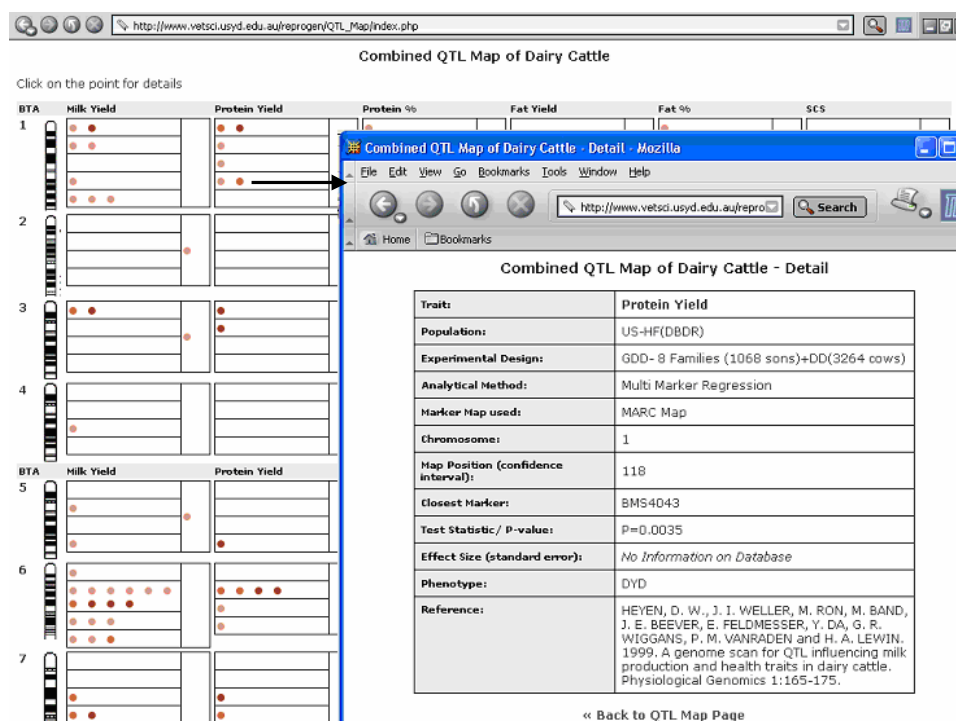 http://www.vetsci.usyd.edu.au/reprogen/QTL_Map/index.php
Combined QTL Map of Dairy Cattle
Click on the point for details
BTA Milk Yield Protein Yield Protein % Fat Yield Fat % SCS
1
2
3
4
BTA Milk Yield Protein Yield
5
6
7
Combined QTL Map of Dairy Cattle - Detail - Mozilla
File Edit View Go Bookmarks Tools Window Help
http://www.vetsci.usyd.edu.au/repro Search
Home Bookmarks
Combined QTL Map of Dairy Cattle - Detail
Trait: Protein Yield
Population: US-HF(DBDR)
Experimental Design: GDD- 8 Families (1068 sons)+DD(3264 cows)
Analytical Method: Multi Marker Regression
Marker Map used: MARC Map
Chromosome: 1
Map Position (confidence
interval): 118
Closest Marker: BMS4043
Test Statistic/ P-value: P=0.0035
Effect Size (standard error): No Information on Database
Phenotype: DYD
Reference: HEYEN, D. W., J. I. WELLER, M. RON, M. BAND,
J. E. BEEVER, E. FELDMESSER, Y. DA, G. R.
WIGGANS, P. M. VANRADEN and H. A. LEWIN.
1999. A genome scan for QTL influencing milk
production and health traits in dairy cattle.
Physiological Genomics 1:165-175.
« Back to QTL Map Page